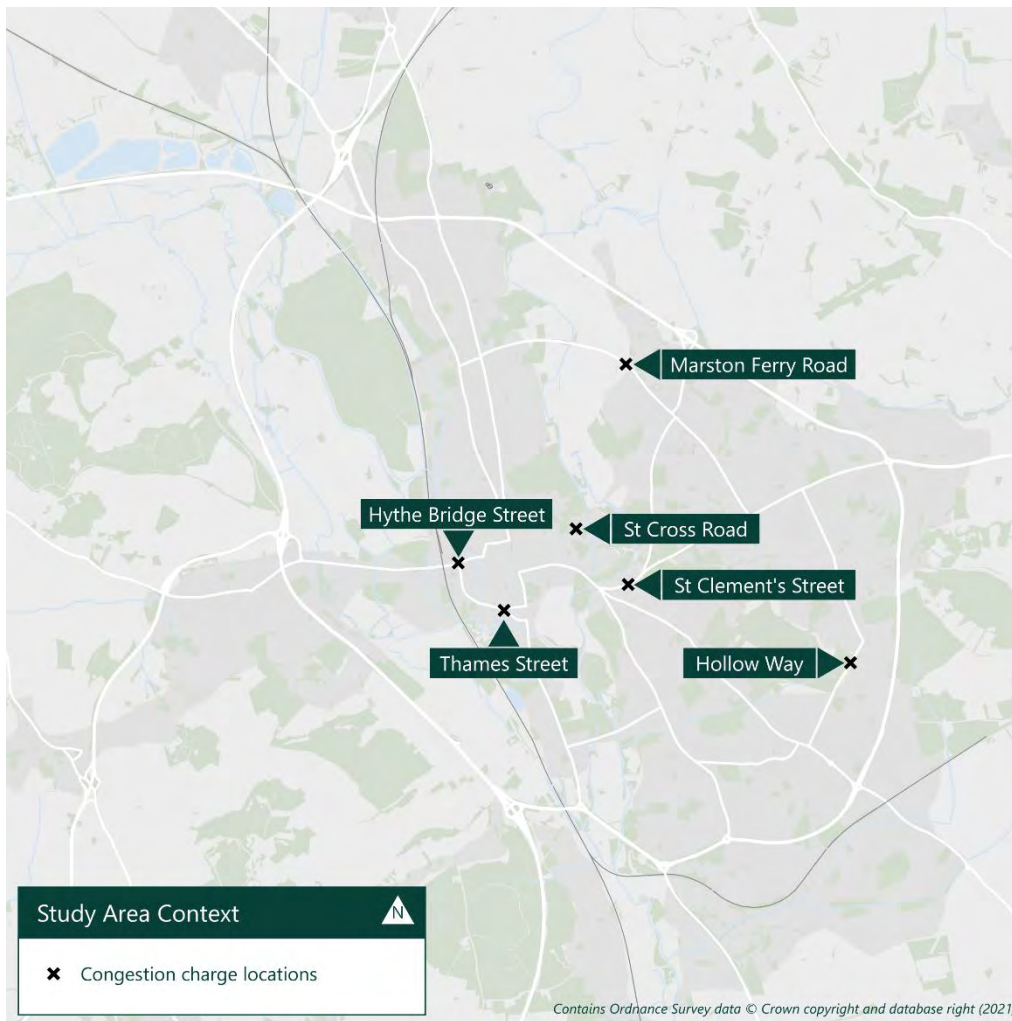 Marston Ferry Road
Hythe Bridge Street
St Cross Road
St Clement's Street
Thames Street
Hollow Way
Study Area Context
N
Congestion charge locations
Contains Ordnance Survey data © Crown copyright and database right (2021